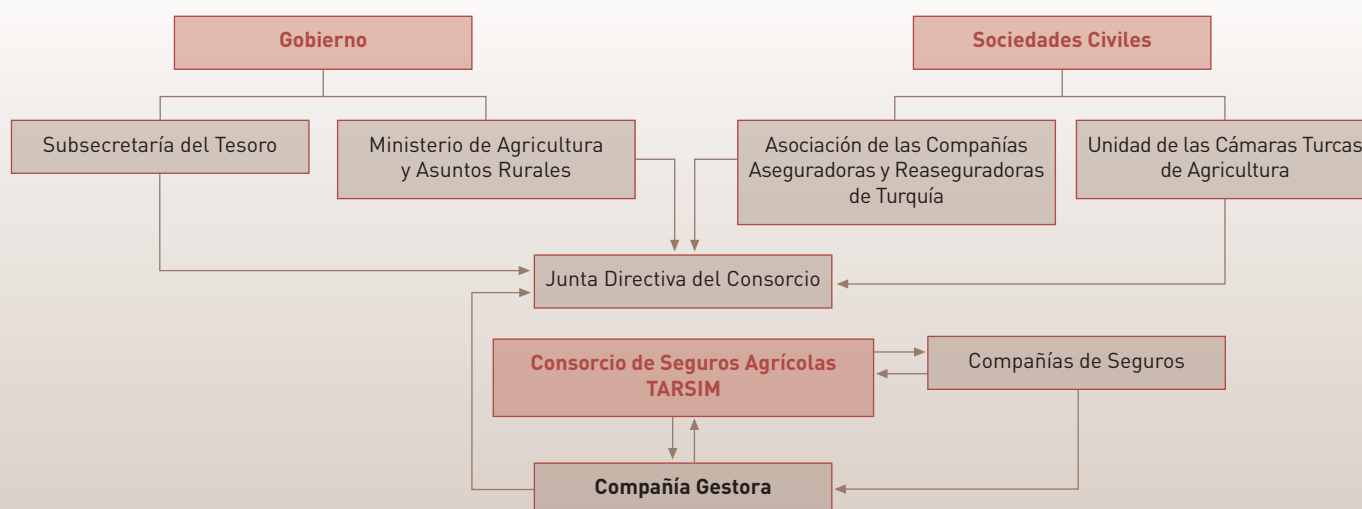 Gobierno
Sociedades Civiles
Subsecretaría del Tesoro
Ministerio de Agricultura
y Asuntos Rurales
Asociación de las Compañías
Aseguradoras y Reaseguradoras
de Turquía
Unidad de las Cámaras Turcas
de Agricultura
Junta Directiva del Consorcio
Consorcio de Seguros Agrícolas
TARSIM
Compañías de Seguros
Compañía Gestora